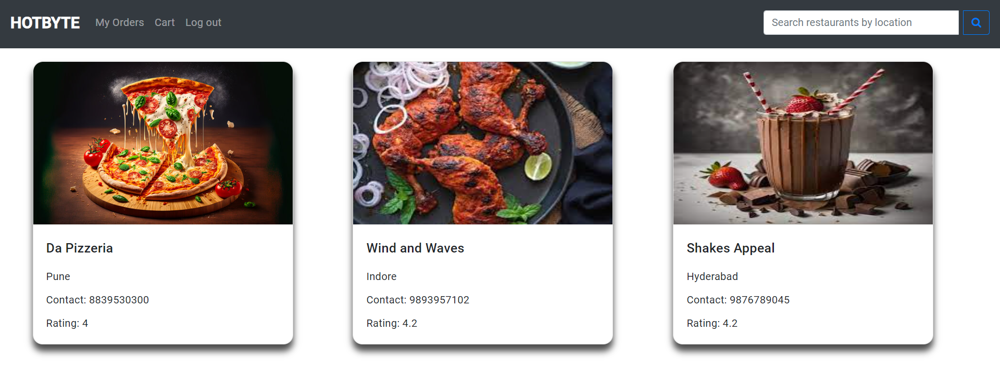 HOTBYTE My Orders Cart Log out Search restaurants by location
Da Pizzeria
Pune
Contact: 8839530300
Rating: 4
Wind and Waves
Indore
Contact: 9893957102
Rating: 4.2
Shakes Appeal
Hyderabad
Contact: 9876789045
Rating: 4.2